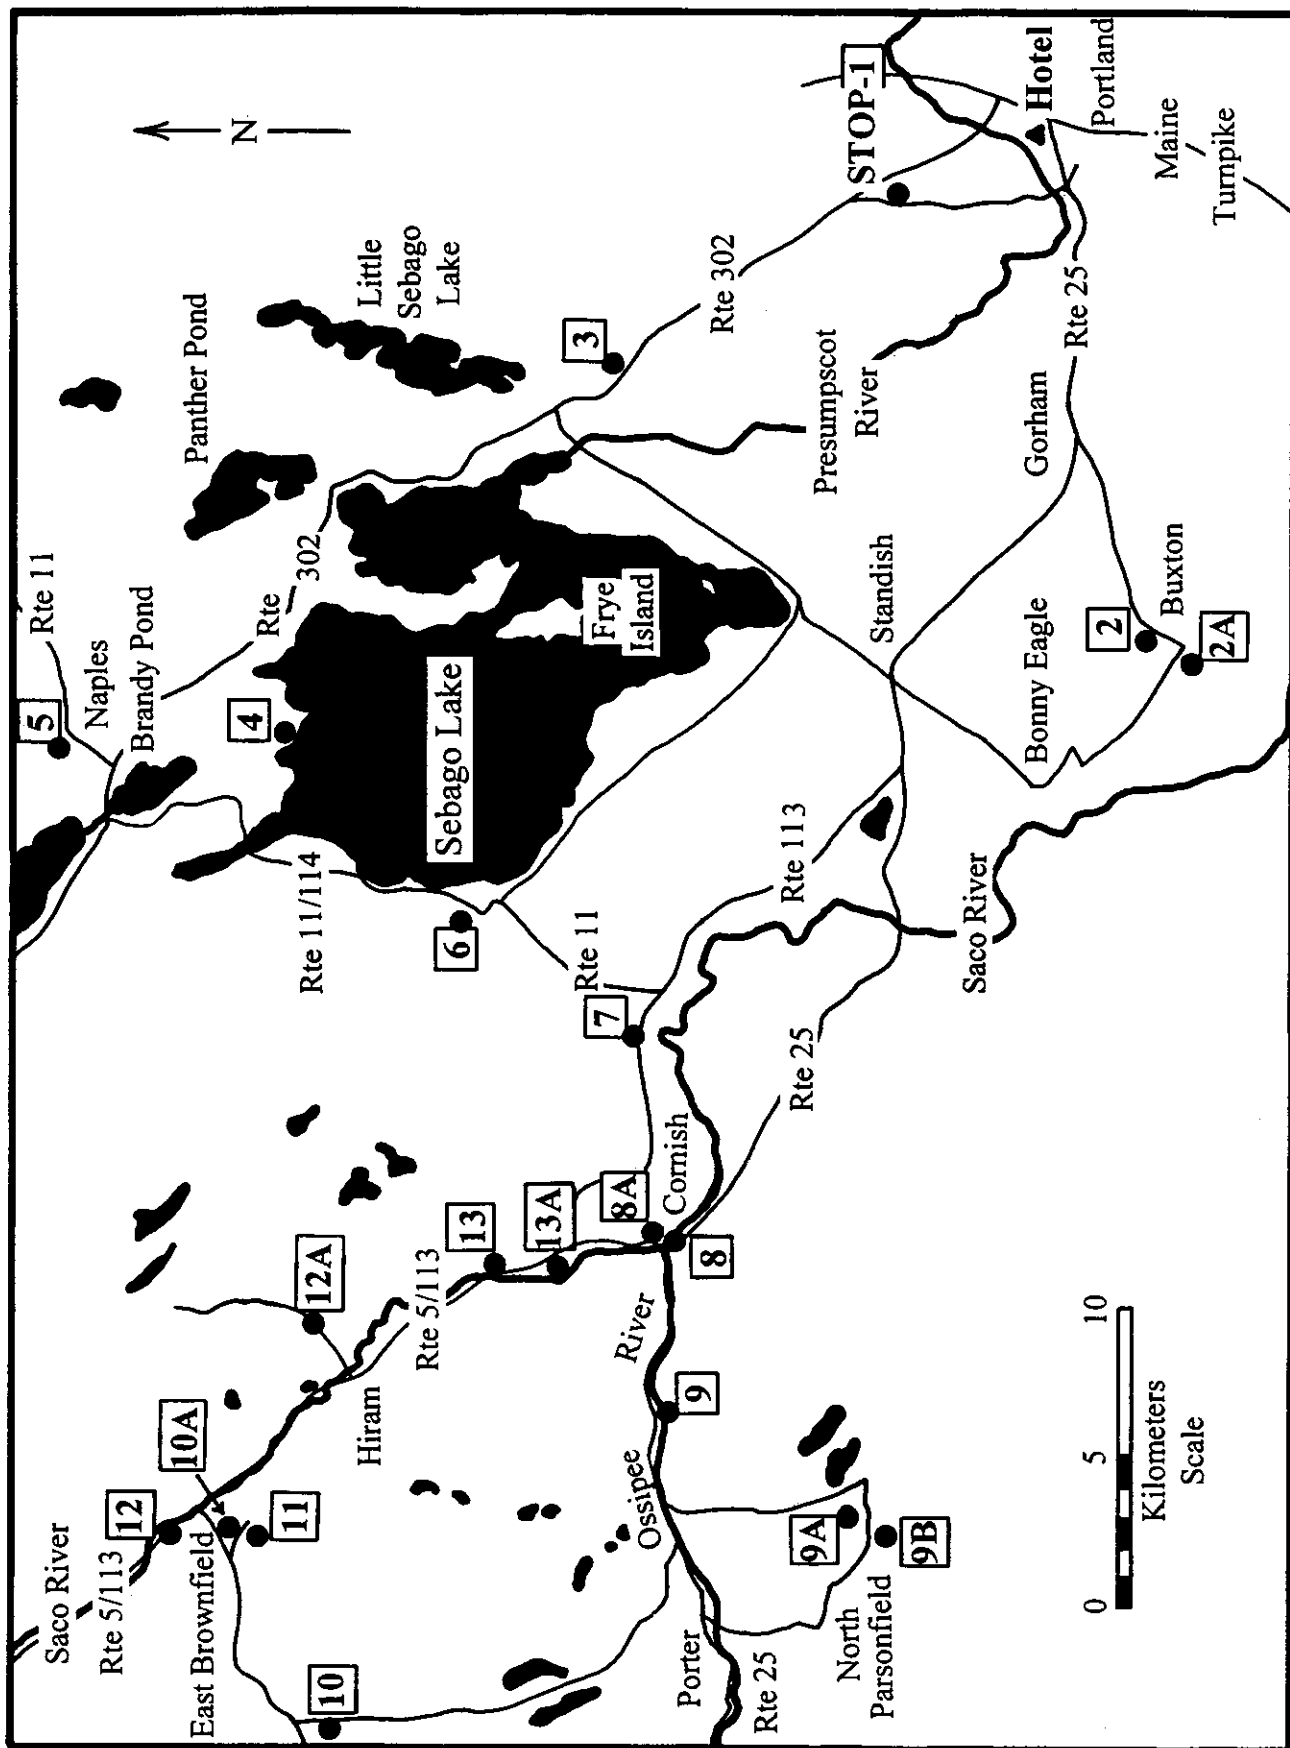 Saco River
Rte 5/113
East Brownfield
12
10A
11
10
Hiram
12A
Rte 5/113
13
13A
8A
Cornish
8
River
Ossipee
9
9A
9B
North
Parsonfield
Porter
Rte 25
0
5
10
Kilometers
Scale
5
Rte 11
Naples
Brandy Pond
Rte
302
Panther Pond
Little
Sebago
Lake
N
4
Sebago Lake
Frye
Island
Rte 11/114
6
Rte 11
7
Rte 113
Rte 25
Saco River
3
Rte 302
Presumpscot
River
Standish
Gorham
Rte 25
Bonny Eagle
2
Buxton
2A
STOP-1
Hotel
Portland
Maine
Turnpike